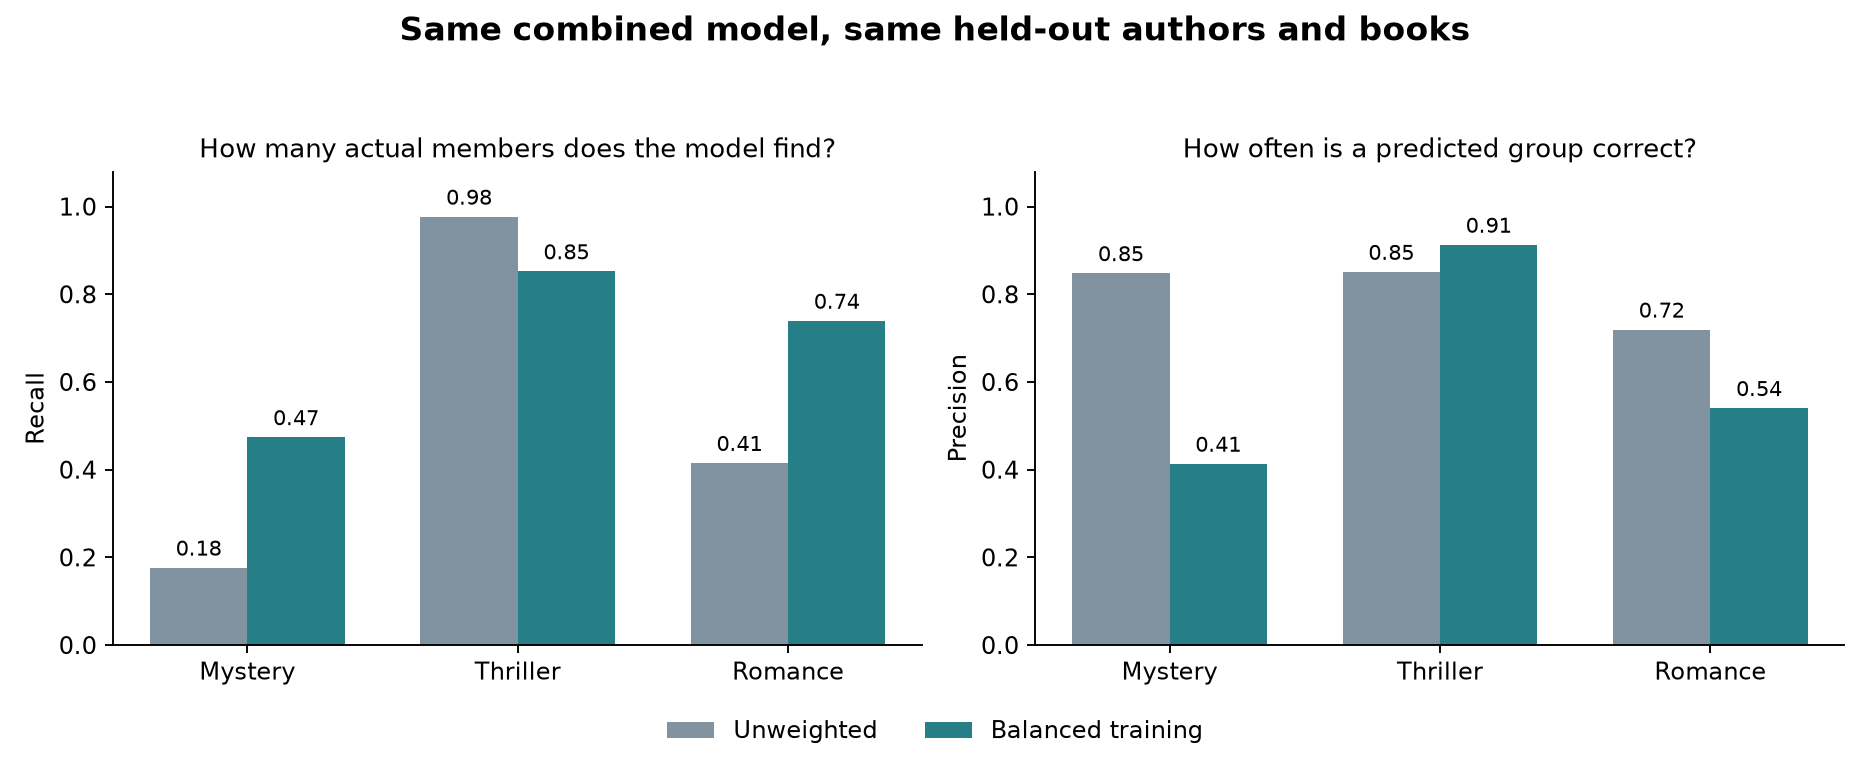 Same combined model, same held-out authors and books
How many actual members does the model find?
Recall
1.0
0.8
0.6
0.4
0.2
0.0
0.18
0.47
0.98
0.85
0.41
0.74
Mystery
Thriller
Romance
How often is a predicted group correct?
Precision
1.0
0.8
0.6
0.4
0.2
0.0
0.85
0.41
0.85
0.91
0.72
0.54
Mystery
Thriller
Romance
Unweighted
Balanced training